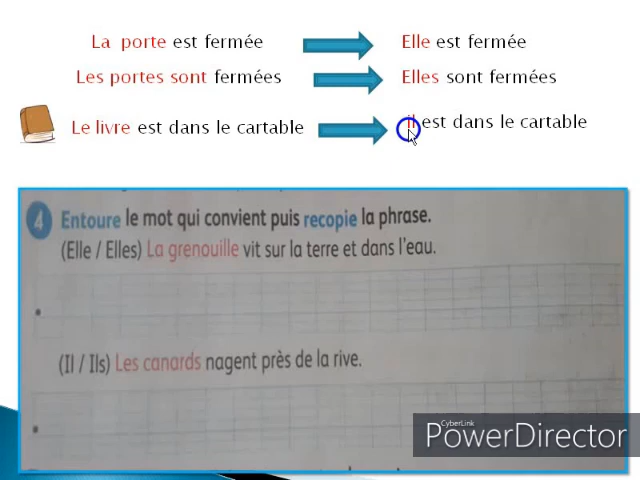 La porte est fermée Elle est fermée
Les portes sont fermées Elles sont fermées
Le livre est dans le cartable il est dans le cartable
4 Entoure le mot qui convient puis recopie la phrase.
(Elle / Elles) La grenouille vit sur la terre et dans l'eau.
(Il / Ils) Les canards nagent près de la rive.
CyberLink
PowerDirector